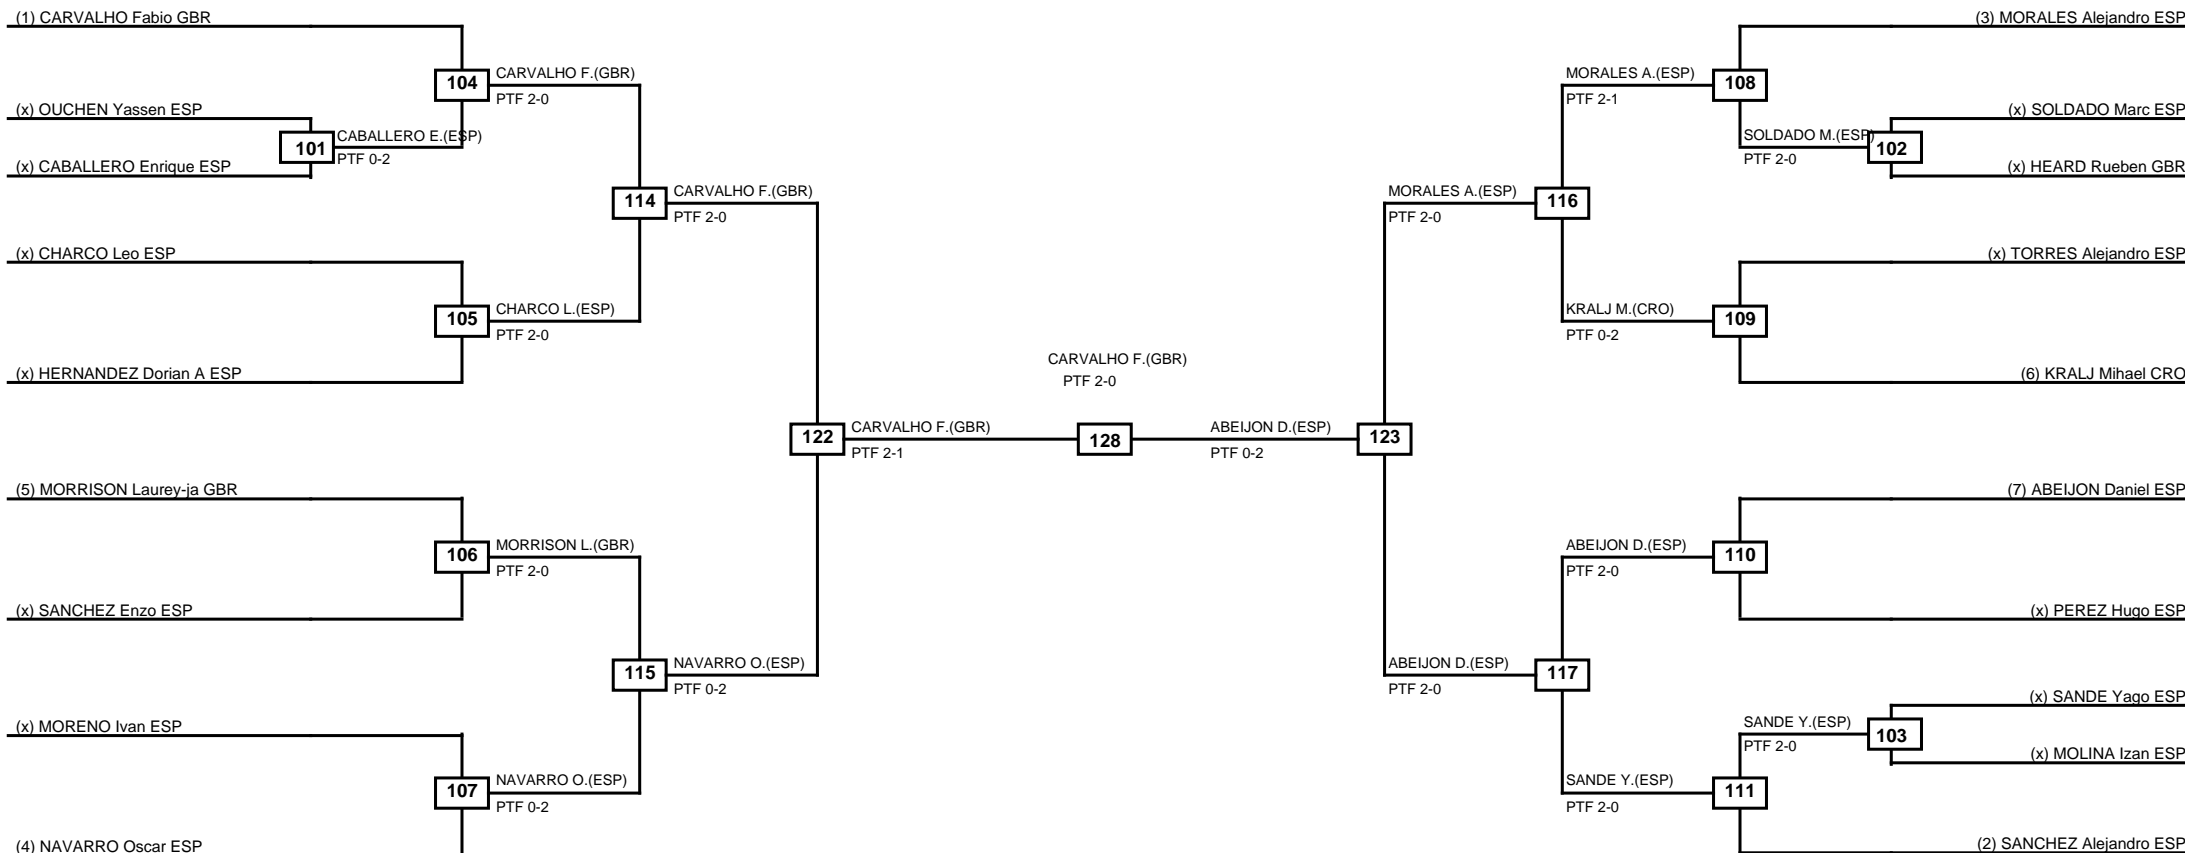 (1) CARVALHO Fabio GBR
(3) MORALES Alejandro ESP
104
CARVALHO F.(GBR)
PTF 2-0
MORALES A.(ESP)
PTF 2-1
108
(x) OUCHEN Yassen ESP
(x) SOLDADO Marc ESP
101
CABALLERO E.(ESP)
PTF 0-2
SOLDADO M.(ESP)
PTF 2-0
102
(x) CABALLERO Enrique ESP
(x) HEARD Rueben GBR
114
CARVALHO F.(GBR)
PTF 2-0
MORALES A.(ESP)
PTF 2-0
116
(x) CHARCO Leo ESP
(x) TORRES Alejandro ESP
105
CHARCO L.(ESP)
PTF 2-0
KRALJ M.(CRO)
PTF 0-2
109
(x) HERNANDEZ Dorian A ESP
(6) KRALJ Mihael CRO
CARVALHO F.(GBR)
PTF 2-0
122
CARVALHO F.(GBR)
PTF 2-1
128
ABEIJON D.(ESP)
PTF 0-2
123
(5) MORRISON Laurey-ja GBR
(7) ABEIJON Daniel ESP
106
MORRISON L.(GBR)
PTF 2-0
ABEIJON D.(ESP)
PTF 2-0
110
(x) SANCHEZ Enzo ESP
(x) PEREZ Hugo ESP
115
NAVARRO O.(ESP)
PTF 0-2
ABEIJON D.(ESP)
PTF 2-0
117
(x) MORENO Ivan ESP
(x) SANDE Yago ESP
SANDE Y.(ESP)
PTF 2-0
103
(x) MOLINA Izan ESP
107
NAVARRO O.(ESP)
PTF 0-2
SANDE Y.(ESP)
PTF 2-0
111
(4) NAVARRO Oscar ESP
(2) SANCHEZ Alejandro ESP